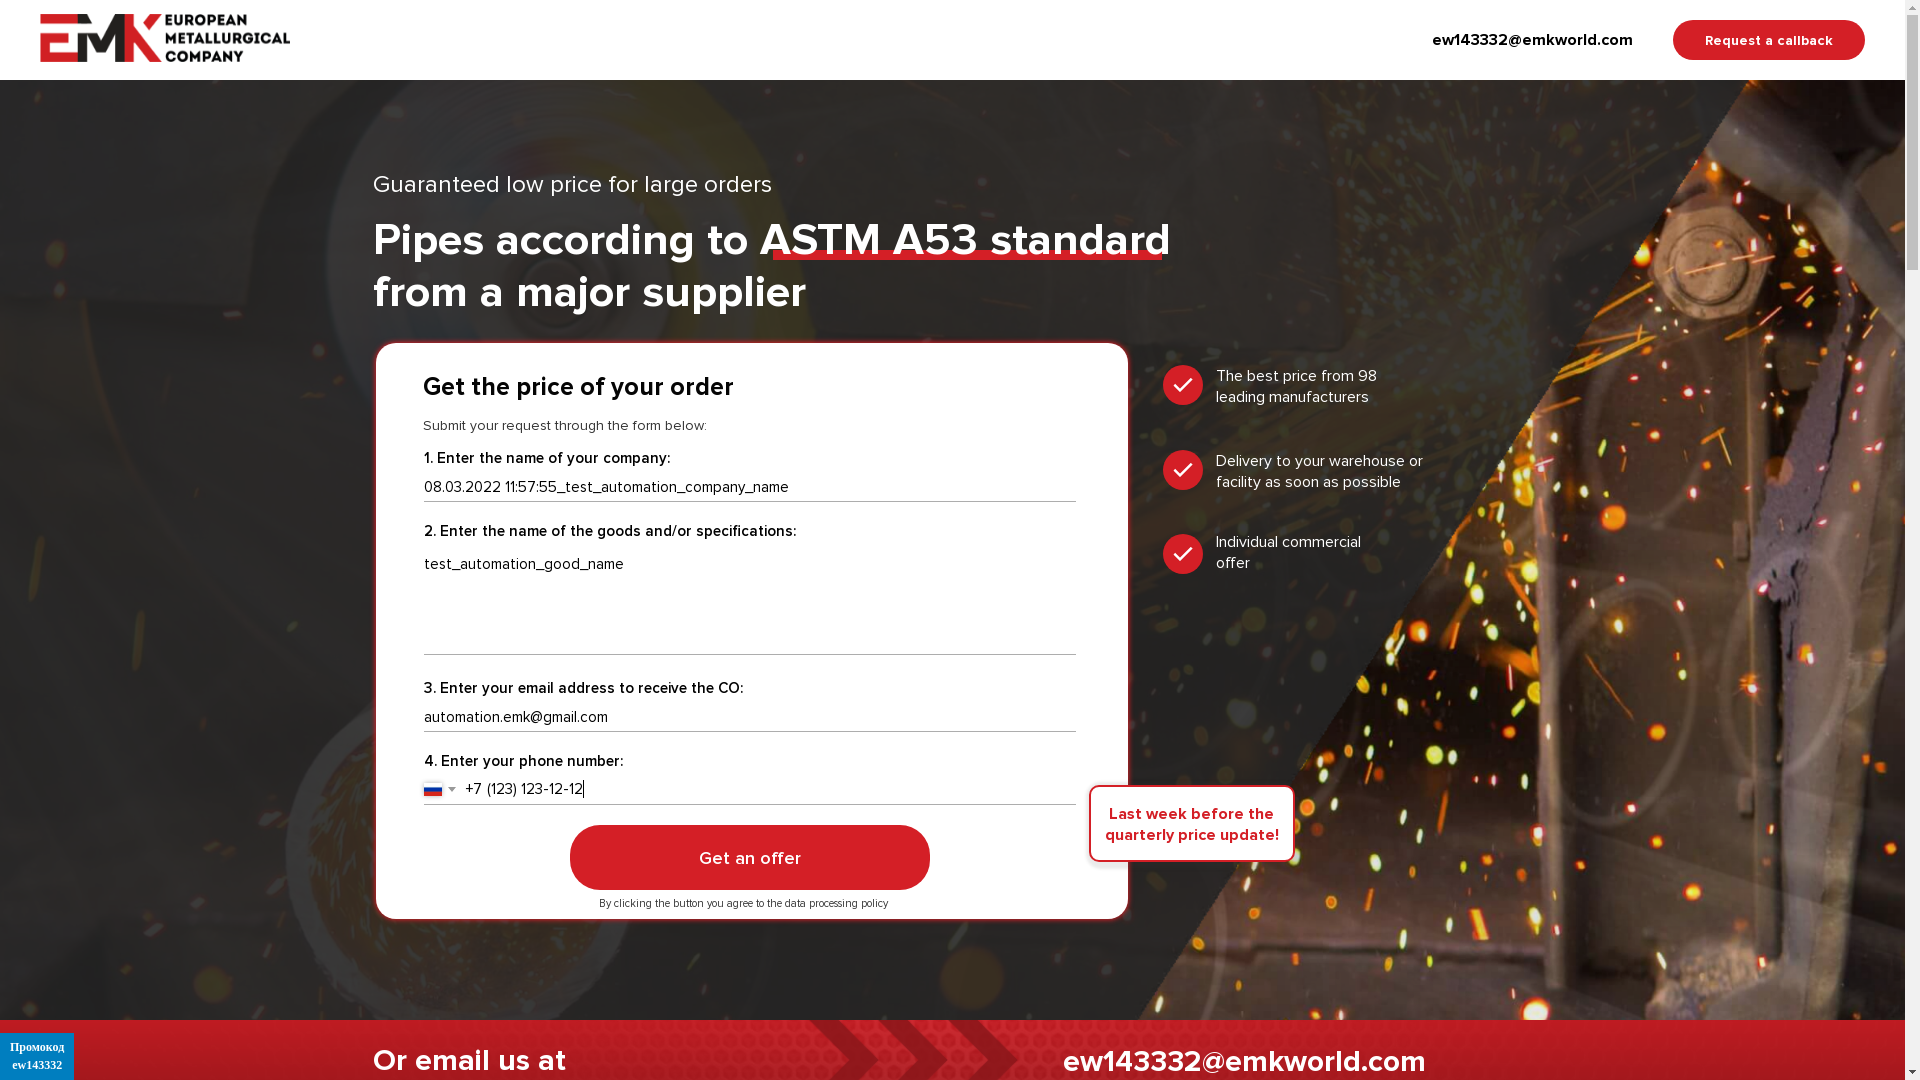 EUROPEAN
EMK METALLURGICAL
COMPANY
ew143332@emkworld.com
Request a callback
Guaranteed low price for large orders
Pipes according to ASTM A53 standard
from a major supplier
Get the price of your order
Submit your request through the form below:
1. Enter the name of your company:
08.03.2022 11:57:55_test_automation_company_name
2. Enter the name of the goods and/or specifications:
test_automation_good_name
3. Enter your email address to receive the CO:
automation.emk@gmail.com
4. Enter your phone number:
+7 (123) 123-12-12
Get an offer
By clicking the button you agree to the data processing policy
The best price from 98
leading manufacturers
Delivery to your warehouse or
facility as soon as possible
Individual commercial
offer
Last week before the
quarterly price update!
Or email us at
ew143332@emkworld.com
Промокод
ew143332